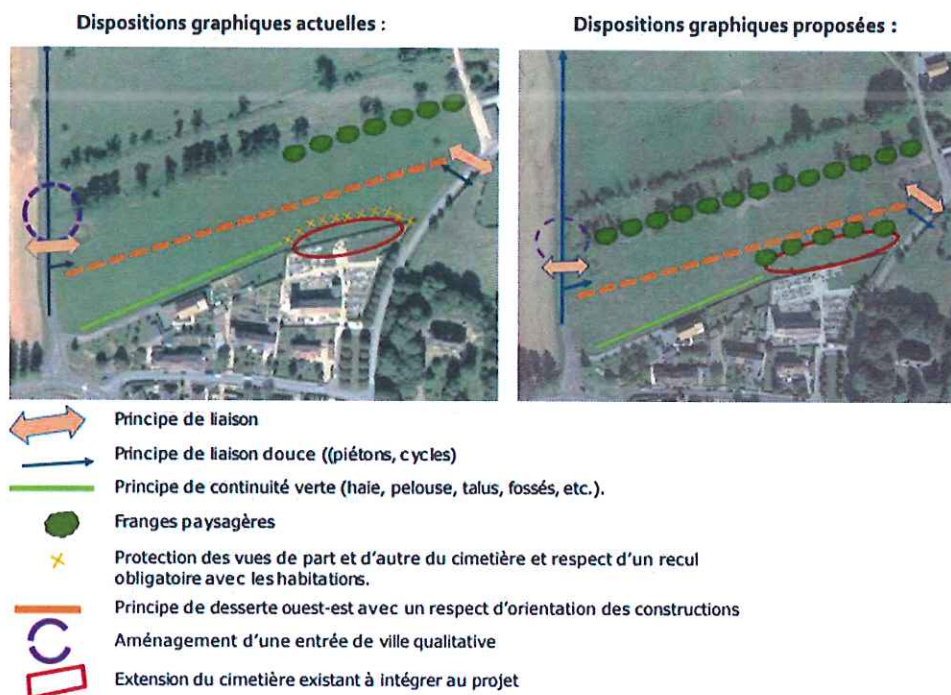 Dispositions graphiques actuelles :
Dispositions graphiques proposées :
Principe de liaison
Principe de liaison douce ((piétons, cycles)
Principe de continuité verte (haie, pelouse, talus, fossés, etc.).
Franges paysagères
Protection des vues de part et d'autre du cimetière et respect d'un recul
obligatoire avec les habitations.
Principe de desserte ouest-est avec un respect d'orientation des constructions
Aménagement d'une entrée de ville qualitative
Extension du cimetière existant à intégrer au projet